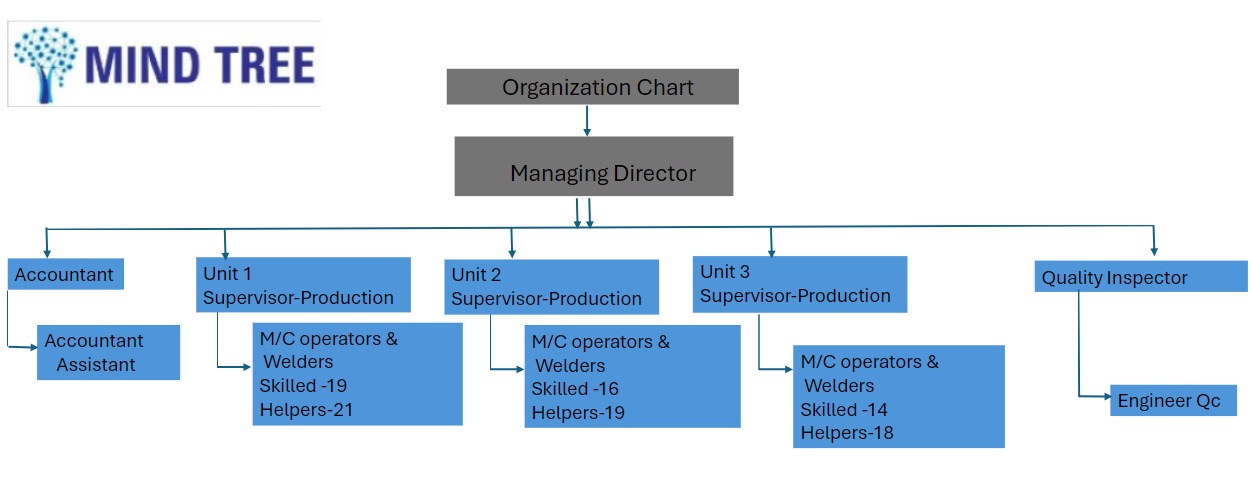 MIND TREE
Organization Chart
Managing Director
Accountant
Accountant
Assistant
Unit 1
Supervisor-Production
M/C operators &
Welders
Skilled -19
Helpers-21
Unit 2
Supervisor-Production
M/C operators &
Welders
Skilled -16
Helpers-19
Unit 3
Supervisor-Production
M/C operators &
Welders
Skilled -14
Helpers-18
Quality Inspector
Engineer Qc